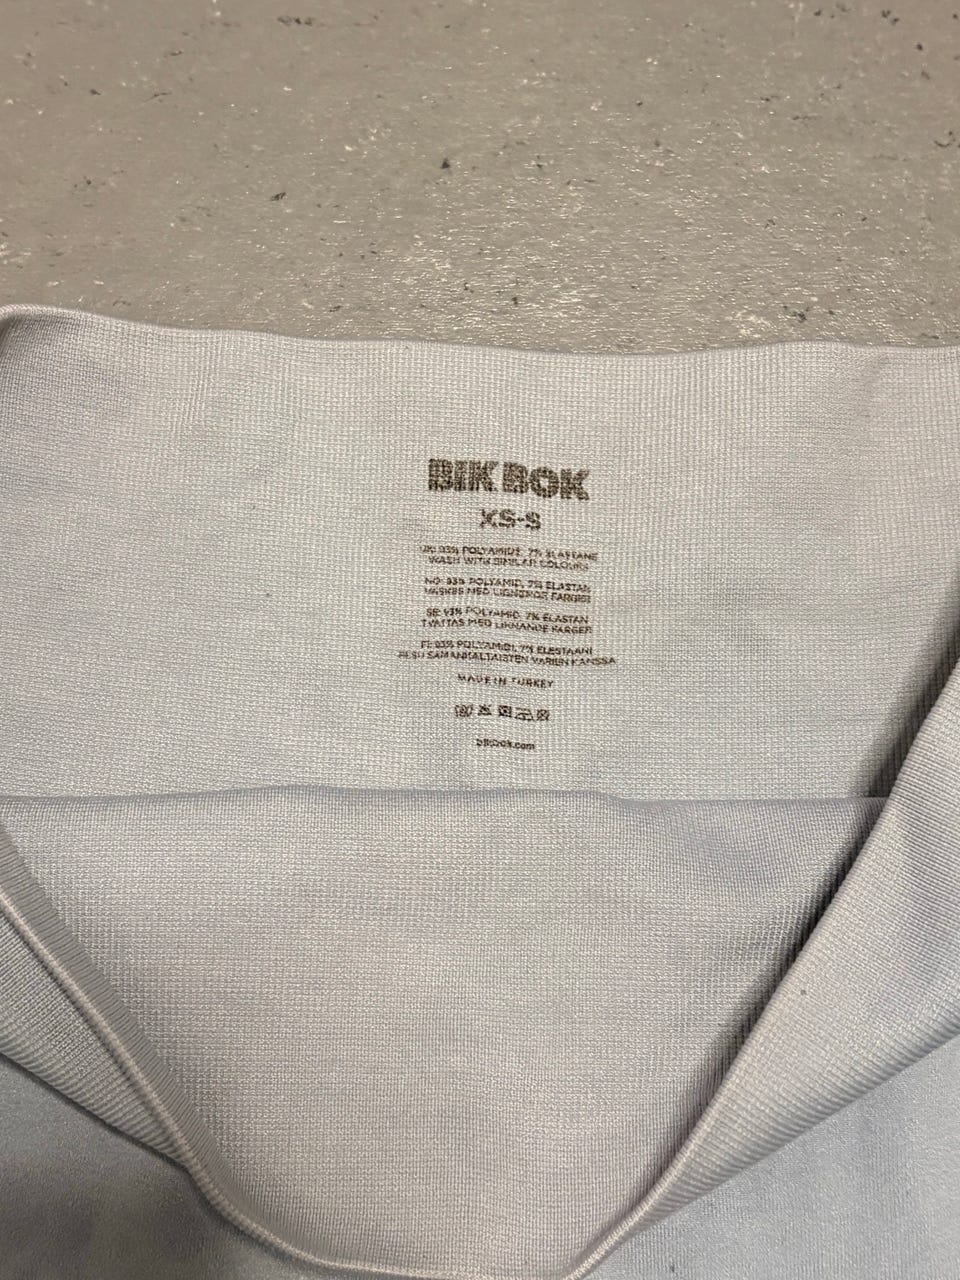 BIK BOK
XS-S
UK: 93% POLYAMIDE, 7% ELASTANE
WASH WITH SIMILAR COLOURS
NO: 93% POLYAMID, 7% ELASTAN
VASKES MED LIGNENDE FARGER
SE: 93% POLYAMID, 7% ELASTAN
TVÄTTAS MED LIKNANDE FÄRGER
FI: 93% POLYAMIDI, 7% ELESTAANI
PESU SAMANKALTAISTEN VÄRIEN KANSSA
MADE IN TURKEY
bikbok.com